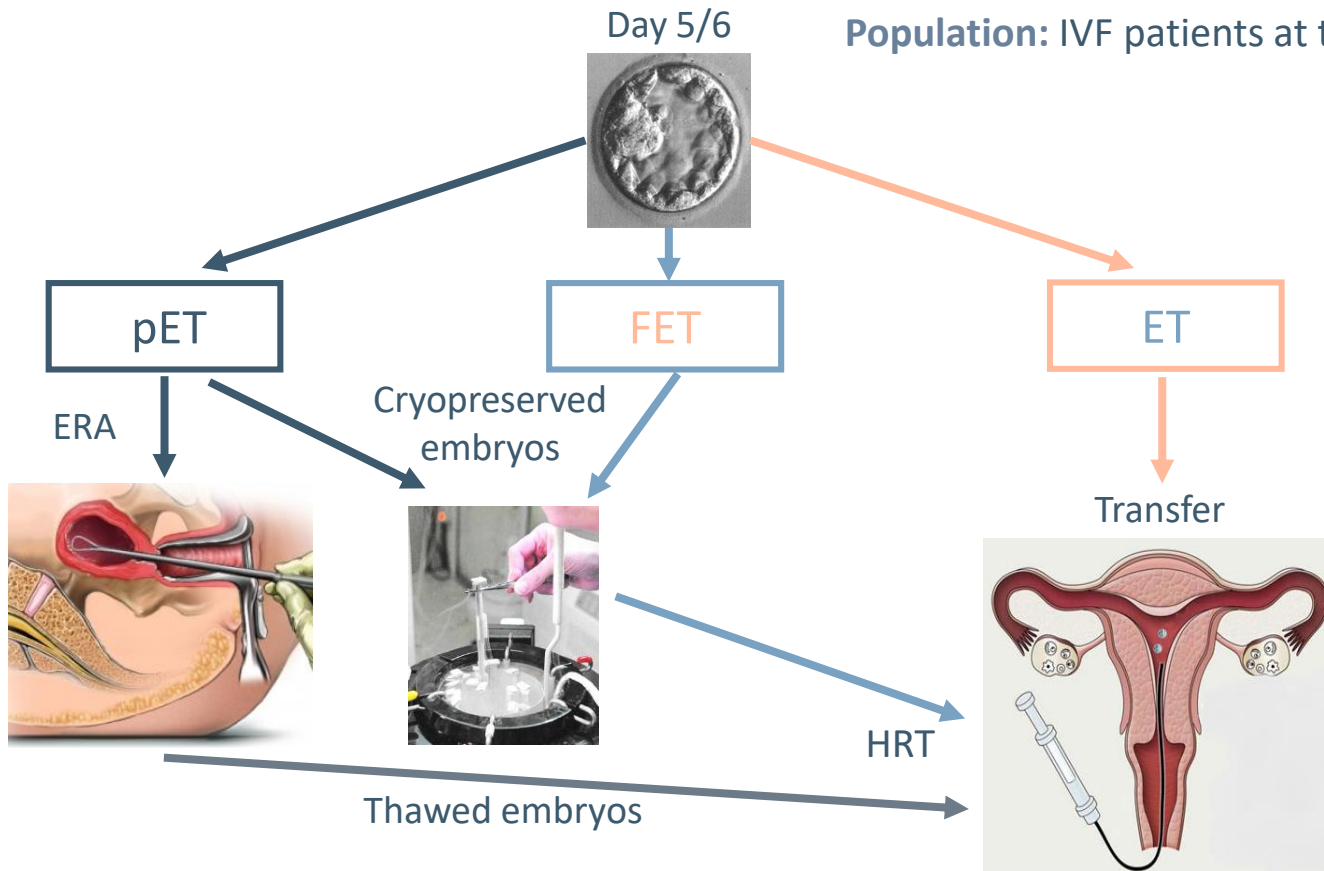 Day 5/6
Population: IVF patients at t
pET
FET
ET
ERA
Cryopreserved
embryos
Transfer
HRT
Thawed embryos